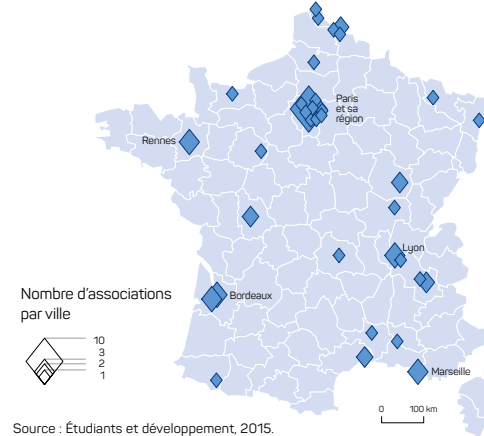 Paris
et sa
région
Rennes
Lyon
Nombre d'associations
par ville
Bordeaux
10
3
2
1
Marseille
0 100 km
Source : Étudiants et développement, 2015.